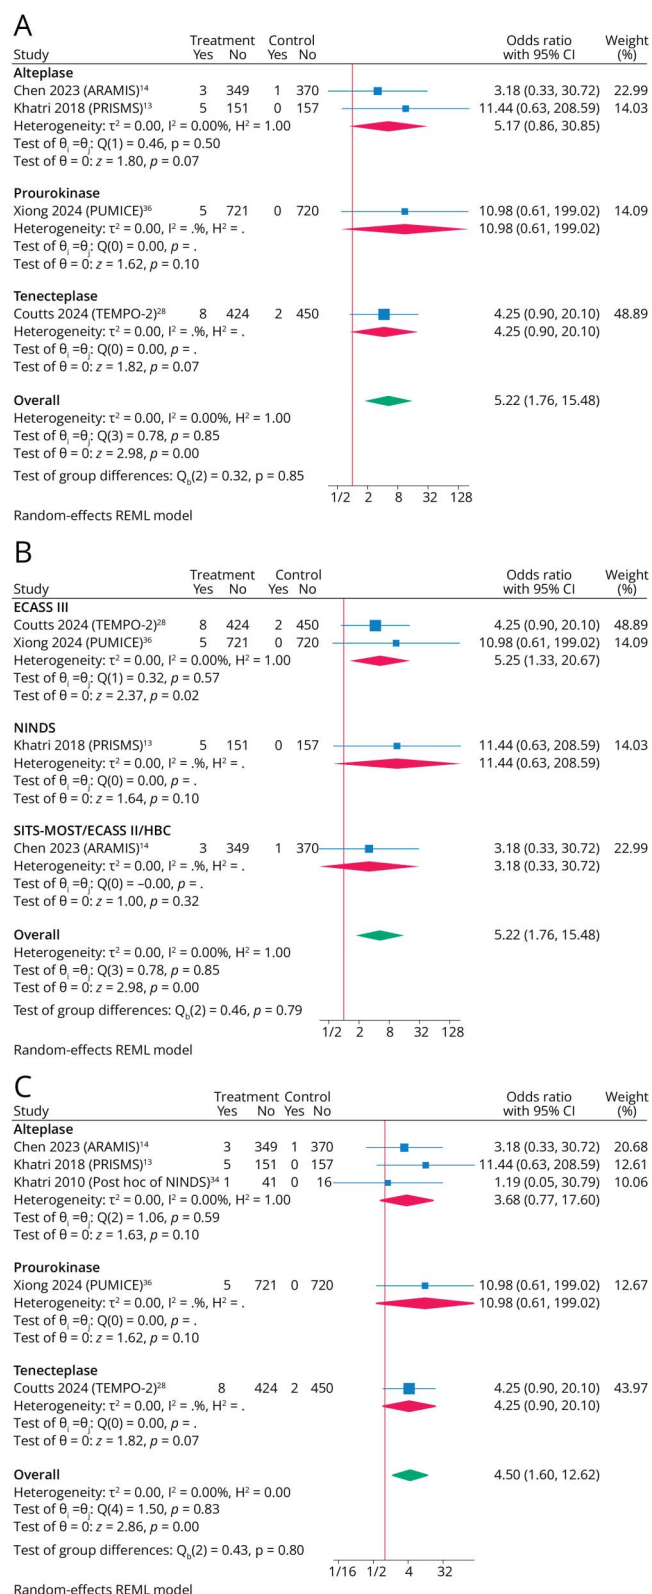 A
Treatment Control Odds ratio Weight
Study Yes No Yes No with 95% CI (%)
Alteplase
Chen 2023 (ARAMIS)¹⁴ 3 349 1 370 3.18 (0.33, 30.72) 22.99
Khatri 2018 (PRISMS)¹³ 5 151 0 157 11.44 (0.63, 208.59) 14.03
Heterogeneity: τ² = 0.00, I² = 0.00%, H² = 1.00 5.17 (0.86, 30.85)
Test of θᵢ =θⱼ: Q(1) = 0.46, p = 0.50
Test of θ = 0: z = 1.80, p = 0.07
Prourokinase
Xiong 2024 (PUMICE)³⁶ 5 721 0 720 10.98 (0.61, 199.02) 14.09
Heterogeneity: τ² = 0.00, I² = .%, H² = . 10.98 (0.61, 199.02)
Test of θᵢ =θⱼ: Q(0) = 0.00, p = .
Test of θ = 0: z = 1.62, p = 0.10
Tenecteplase
Coutts 2024 (TEMPO-2)²⁸ 8 424 2 450 4.25 (0.90, 20.10) 48.89
Heterogeneity: τ² = 0.00, I² = .%, H² = . 4.25 (0.90, 20.10)
Test of θᵢ =θⱼ: Q(0) = 0.00, p = .
Test of θ = 0: z = 1.82, p = 0.07
Overall 5.22 (1.76, 15.48)
Heterogeneity: τ² = 0.00, I² = 0.00%, H² = 1.00
Test of θᵢ =θⱼ: Q(3) = 0.78, p = 0.85
Test of θ = 0: z = 2.98, p = 0.00
Test of group differences: Q_b(2) = 0.32, p = 0.85
1/2 2 8 32 128
Random-effects REML model
B
Treatment Control Odds ratio Weight
Study Yes No Yes No with 95% CI (%)
ECASS III
Coutts 2024 (TEMPO-2)²⁸ 8 424 2 450 4.25 (0.90, 20.10) 48.89
Xiong 2024 (PUMICE)³⁶ 5 721 0 720 10.98 (0.61, 199.02) 14.09
Heterogeneity: τ² = 0.00, I² = 0.00%, H² = 1.00 5.25 (1.33, 20.67)
Test of θᵢ =θⱼ: Q(1) = 0.32, p = 0.57
Test of θ = 0: z = 2.37, p = 0.02
NINDS
Khatri 2018 (PRISMS)¹³ 5 151 0 157 11.44 (0.63, 208.59) 14.03
Heterogeneity: τ² = 0.00, I² = .%, H² = . 11.44 (0.63, 208.59)
Test of θᵢ =θⱼ: Q(0) = 0.00, p = .
Test of θ = 0: z = 1.64, p = 0.10
SITS-MOST/ECASS II/HBC
Chen 2023 (ARAMIS)¹⁴ 3 349 1 370 3.18 (0.33, 30.72) 22.99
Heterogeneity: τ² = 0.00, I² = .%, H² = . 3.18 (0.33, 30.72)
Test of θᵢ =θⱼ: Q(0) = –0.00, p = .
Test of θ = 0: z = 1.00, p = 0.32
Overall 5.22 (1.76, 15.48)
Heterogeneity: τ² = 0.00, I² = 0.00%, H² = 1.00
Test of θᵢ =θⱼ: Q(3) = 0.78, p = 0.85
Test of θ = 0: z = 2.98, p = 0.00
Test of group differences: Q_b(2) = 0.46, p = 0.79
1/2 2 8 32 128
Random-effects REML model
C
Treatment Control Odds ratio Weight
Study Yes No Yes No with 95% CI (%)
Alteplase
Chen 2023 (ARAMIS)¹⁴ 3 349 1 370 3.18 (0.33, 30.72) 20.68
Khatri 2018 (PRISMS)¹³ 5 151 0 157 11.44 (0.63, 208.59) 12.61
Khatri 2010 (Post hoc of NINDS)³⁴ 1 41 0 16 1.19 (0.05, 30.79) 10.06
Heterogeneity: τ² = 0.00, I² = 0.00%, H² = 1.00 3.68 (0.77, 17.60)
Test of θᵢ =θⱼ: Q(2) = 1.06, p = 0.59
Test of θ = 0: z = 1.63, p = 0.10
Prourokinase
Xiong 2024 (PUMICE)³⁶ 5 721 0 720 10.98 (0.61, 199.02) 12.67
Heterogeneity: τ² = 0.00, I² = .%, H² = . 10.98 (0.61, 199.02)
Test of θᵢ =θⱼ: Q(0) = 0.00, p = .
Test of θ = 0: z = 1.62, p = 0.10
Tenecteplase
Coutts 2024 (TEMPO-2)²⁸ 8 424 2 450 4.25 (0.90, 20.10) 43.97
Heterogeneity: τ² = 0.00, I² = .%, H² = . 4.25 (0.90, 20.10)
Test of θᵢ =θⱼ: Q(0) = 0.00, p = .
Test of θ = 0: z = 1.82, p = 0.07
Overall 4.50 (1.60, 12.62)
Heterogeneity: τ² = 0.00, I² = 0.00%, H² = 0.00
Test of θᵢ =θⱼ: Q(4) = 1.50, p = 0.83
Test of θ = 0: z = 2.86, p = 0.00
Test of group differences: Q_b(2) = 0.43, p = 0.80
1/16 1/2 4 32
Random-effects REML model